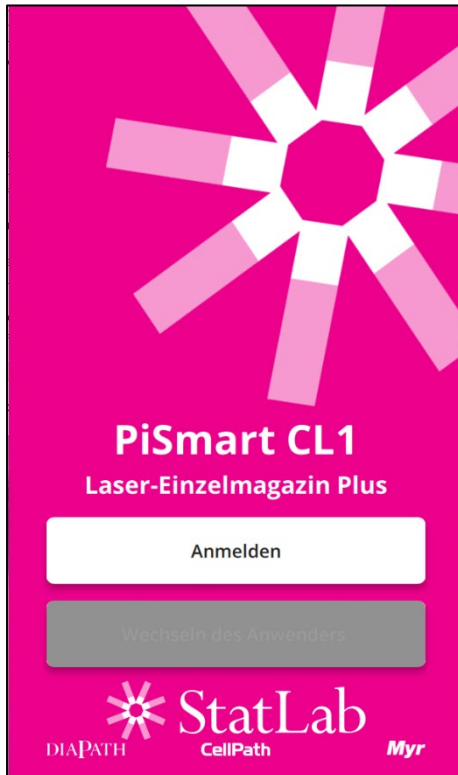 PiSmart CL1
Laser-Einzelmagazin Plus
Anmelden
Wechseln des Anwenders
StatLab
DIAPATH CellPath Myr